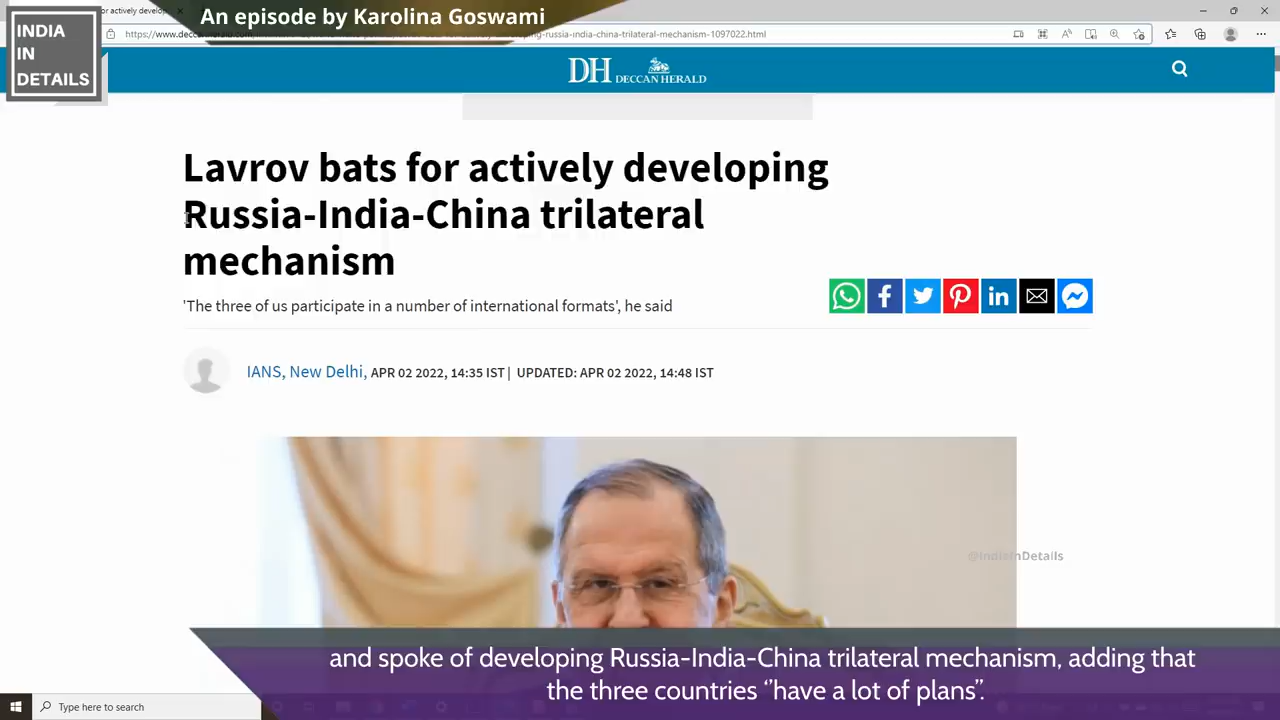 An episode by Karolina Goswami
INDIA
IN
DETAILS
DH DECCAN HERALD
Lavrov bats for actively developing
Russia-India-China trilateral
mechanism
'The three of us participate in a number of international formats', he said
IANS, New Delhi, APR 02 2022, 14:35 IST | UPDATED: APR 02 2022, 14:48 IST
@IndiaInDetails
and spoke of developing Russia-India-China trilateral mechanism, adding that
the three countries "have a lot of plans".
Type here to search